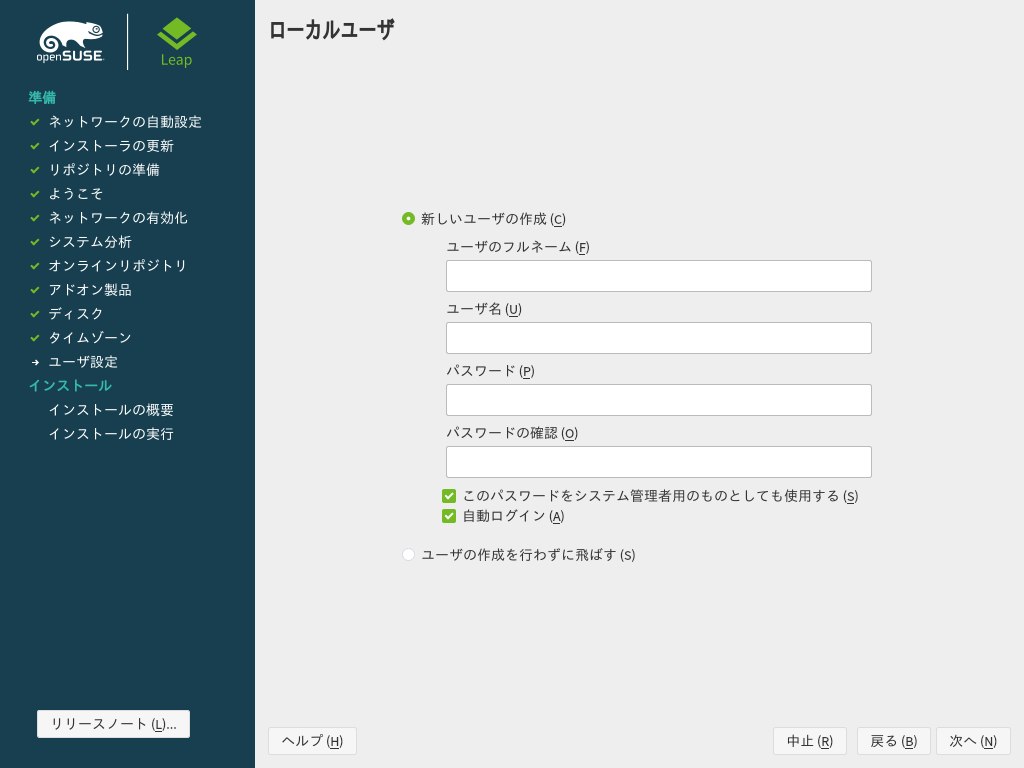 openSUSE
Leap
準備
ネットワークの自動設定
インストーラの更新
リポジトリの準備
ようこそ
ネットワークの有効化
システム分析
オンラインリポジトリ
アドオン製品
ディスク
タイムゾーン
ユーザ設定
インストール
インストールの概要
インストールの実行
リリースノート (L)...
ローカルユーザ
新しいユーザの作成 (C)
ユーザのフルネーム (F)
ユーザ名 (U)
パスワード (P)
パスワードの確認 (O)
このパスワードをシステム管理者用のものとしても使用する (S)
自動ログイン (A)
ユーザの作成を行わずに飛ばす (S)
ヘルプ (H)
中止 (R)
戻る (B)
次へ (N)